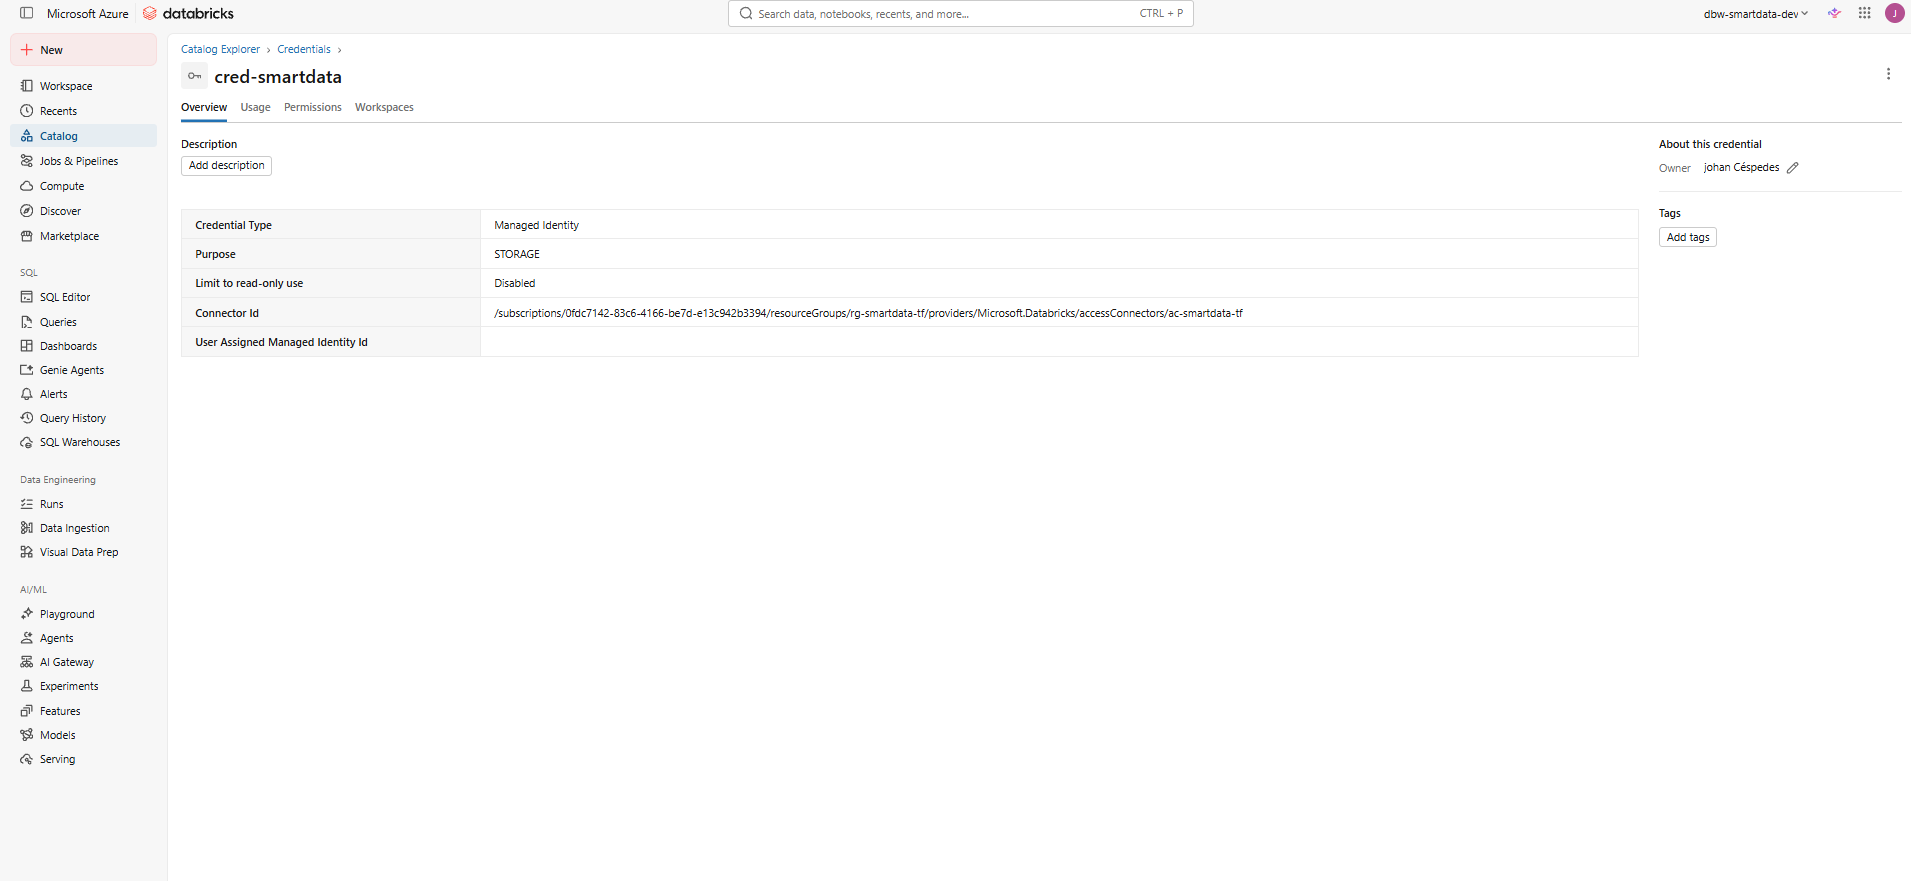 Microsoft Azure
databricks
Search data, notebooks, recents, and more...
CTRL + P
dbw-smartdata-dev
J
New
Workspace
Recents
Catalog
Jobs & Pipelines
Compute
Discover
Marketplace
SQL
SQL Editor
Queries
Dashboards
Genie Agents
Alerts
Query History
SQL Warehouses
Data Engineering
Runs
Data Ingestion
Visual Data Prep
AI/ML
Playground
Agents
AI Gateway
Experiments
Features
Models
Serving
Catalog Explorer › Credentials ›
cred-smartdata
Overview Usage Permissions Workspaces
Description
Add description
Credential Type Managed Identity
Purpose STORAGE
Limit to read-only use Disabled
Connector Id /subscriptions/0fdc7142-83c6-4166-be7d-e13c942b3394/resourceGroups/rg-smartdata-tf/providers/Microsoft.Databricks/accessConnectors/ac-smartdata-tf
User Assigned Managed Identity Id
About this credential
Owner johan Céspedes
Tags
Add tags